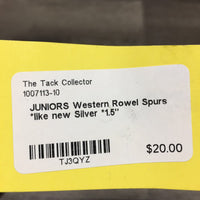 The Tack Collector
1007113-10
JUNIORS Western Rowel Spurs
*like new Silver *1.5"
$20.00
TJ3QYZ